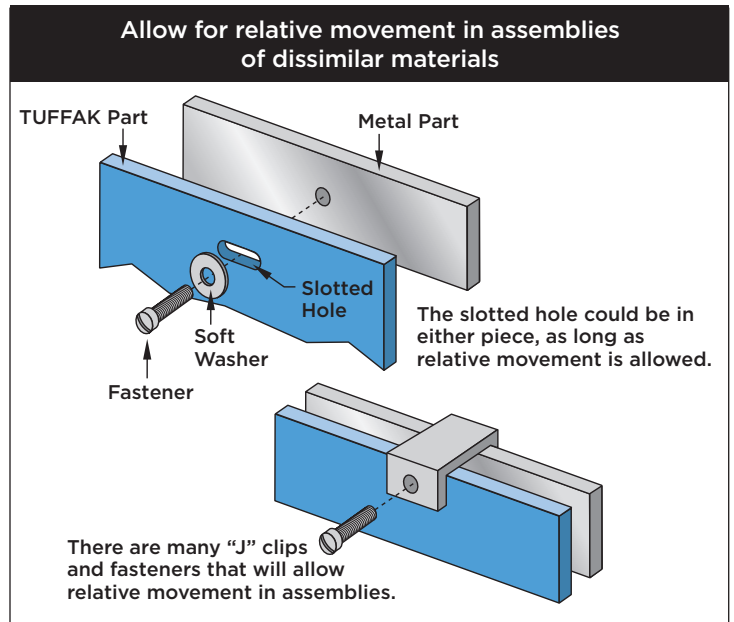 Allow for relative movement in assemblies
of dissimilar materials
TUFFAK Part
Metal Part
Slotted
Hole
Soft
Washer
Fastener
The slotted hole could be in
either piece, as long as
relative movement is allowed.
There are many “J” clips
and fasteners that will allow
relative movement in assemblies.